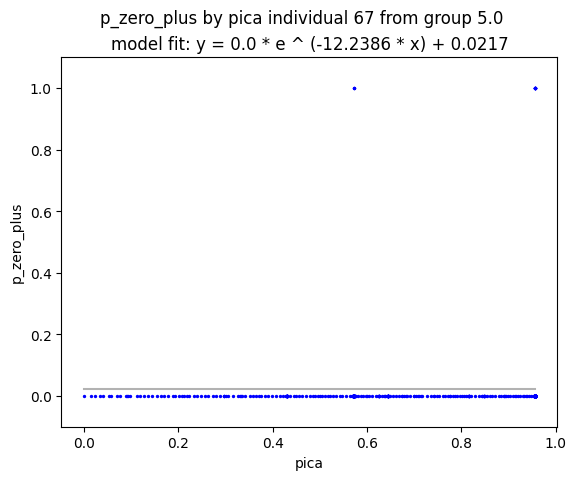 p_zero_plus by pica individual 67 from group 5.0
model fit: y = 0.0 * e ^ (-12.2386 * x) + 0.0217
1.0
0.8
0.6
0.4
0.2
0.0
p_zero_plus
0.0 0.2 0.4 0.6 0.8 1.0
pica